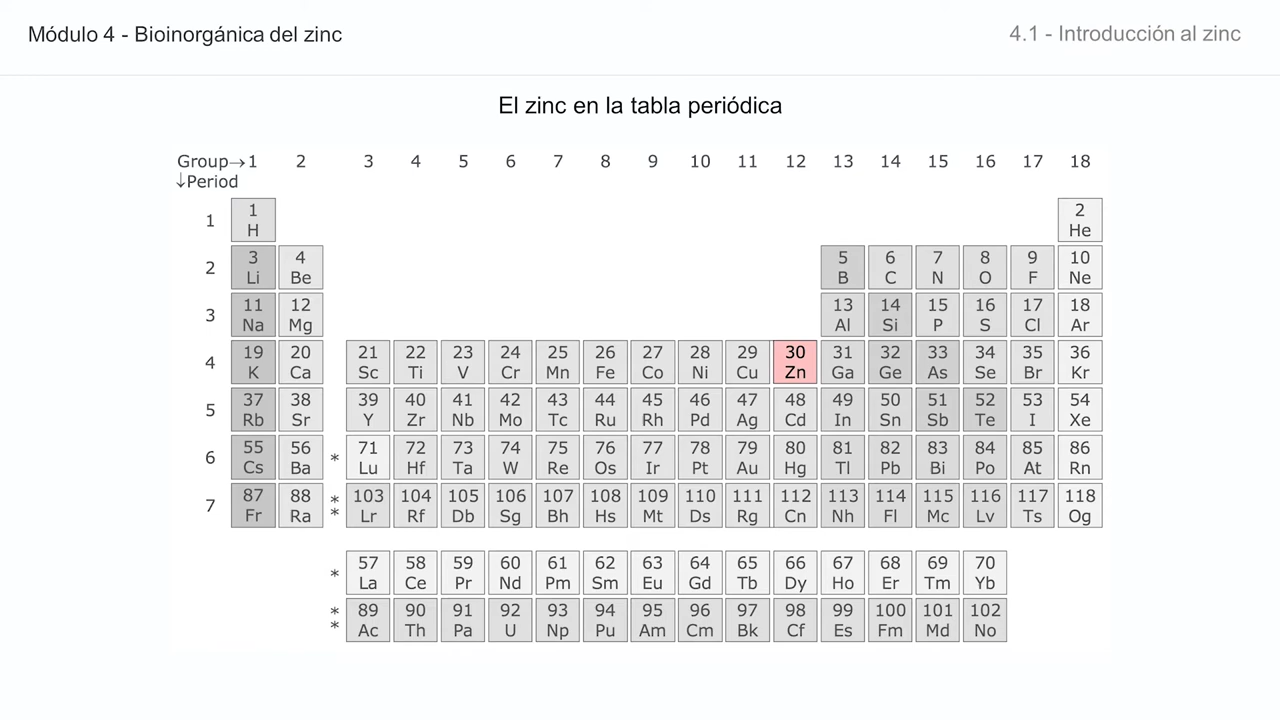 Módulo 4 - Bioinorgánica del zinc
4.1 - Introducción al zinc
El zinc en la tabla periódica
Group→ 1 2 3 4 5 6 7 8 9 10 11 12 13 14 15 16 17 18
↓Period
1 2
1 H He
3 4 5 6 7 8 9 10
2 Li Be B C N O F Ne
11 12 13 14 15 16 17 18
3 Na Mg Al Si P S Cl Ar
19 20 21 22 23 24 25 26 27 28 29 30 31 32 33 34 35 36
4 K Ca Sc Ti V Cr Mn Fe Co Ni Cu Zn Ga Ge As Se Br Kr
37 38 39 40 41 42 43 44 45 46 47 48 49 50 51 52 53 54
5 Rb Sr Y Zr Nb Mo Tc Ru Rh Pd Ag Cd In Sn Sb Te I Xe
55 56 71 72 73 74 75 76 77 78 79 80 81 82 83 84 85 86
6 Cs Ba * Lu Hf Ta W Re Os Ir Pt Au Hg Tl Pb Bi Po At Rn
87 88 103 104 105 106 107 108 109 110 111 112 113 114 115 116 117 118
7 Fr Ra ** Lr Rf Db Sg Bh Hs Mt Ds Rg Cn Nh Fl Mc Lv Ts Og
57 58 59 60 61 62 63 64 65 66 67 68 69 70
* La Ce Pr Nd Pm Sm Eu Gd Tb Dy Ho Er Tm Yb
89 90 91 92 93 94 95 96 97 98 99 100 101 102
** Ac Th Pa U Np Pu Am Cm Bk Cf Es Fm Md No